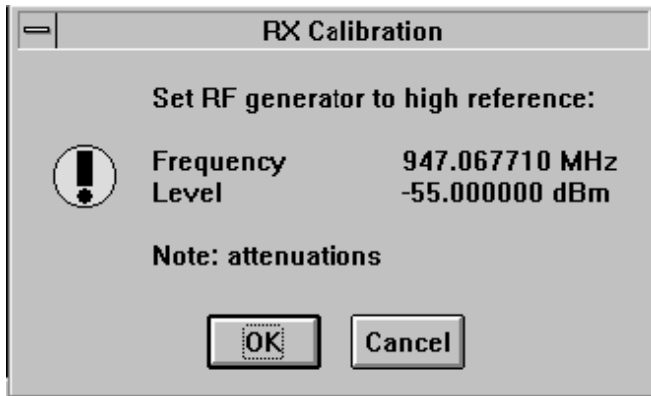 RX Calibration
Set RF generator to high reference:
Frequency 947.067710 MHz
Level -55.000000 dBm
Note: attenuations
OK Cancel